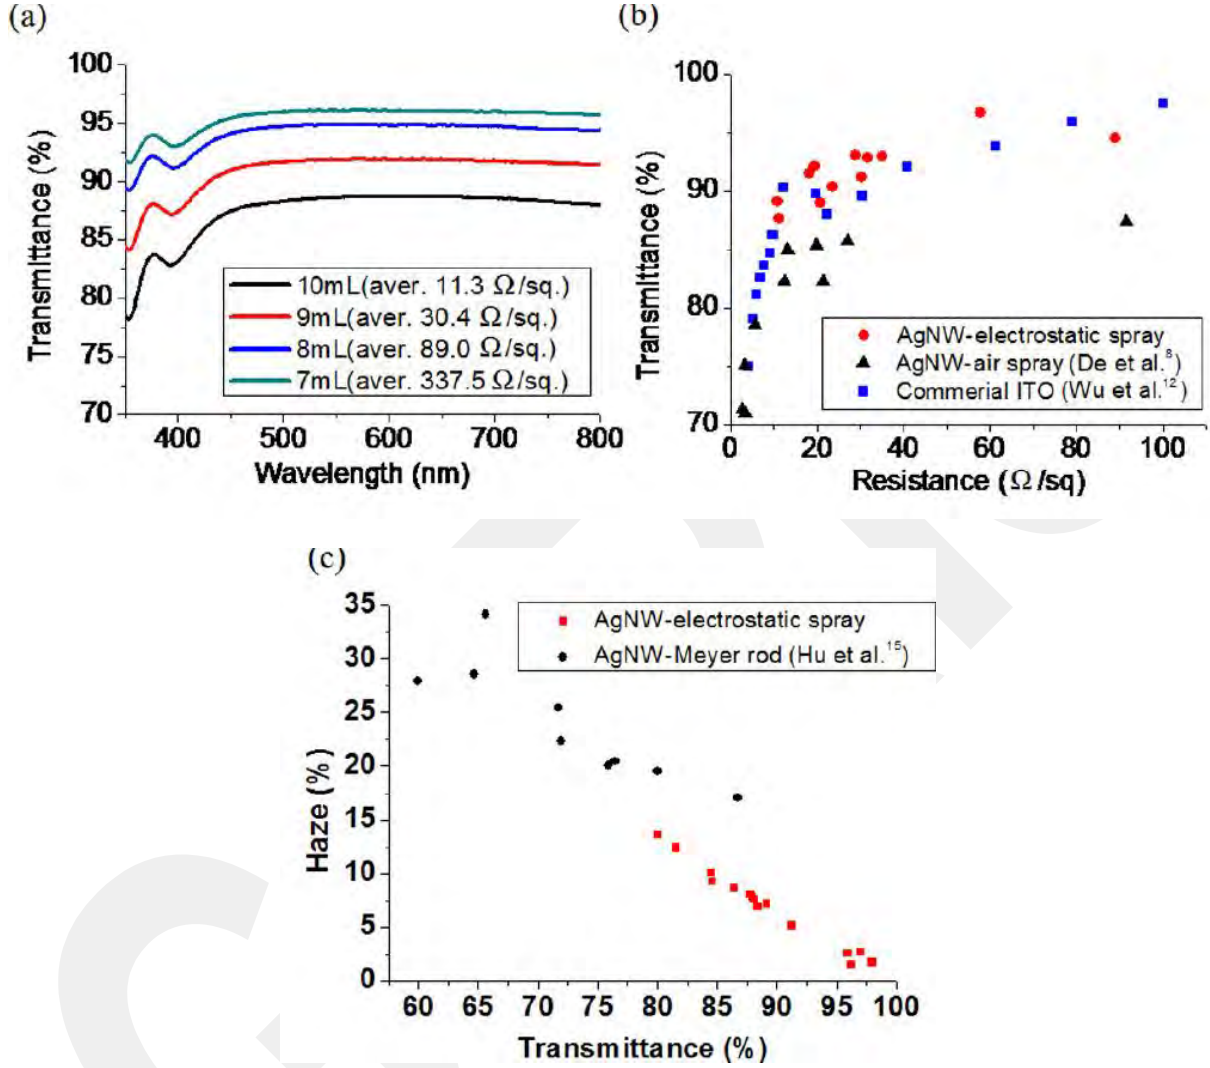 (a)
Transmittance (%)
100
95
90
85
80
75
70
10mL(aver. 11.3 Ω/sq.)
9mL(aver. 30.4 Ω/sq.)
8mL(aver. 89.0 Ω/sq.)
7mL(aver. 337.5 Ω/sq.)
400 500 600 700 800
Wavelength (nm)
(b)
Transmittance (%)
100
90
80
70
AgNW-electrostatic spray
AgNW-air spray (De et al.⁸)
Commerial ITO (Wu et al.¹²)
0 20 40 60 80 100
Resistance (Ω/sq)
(c)
Haze (%)
35
30
25
20
15
10
5
0
AgNW-electrostatic spray
AgNW-Meyer rod (Hu et al.¹⁵)
60 65 70 75 80 85 90 95 100
Transmittance (%)